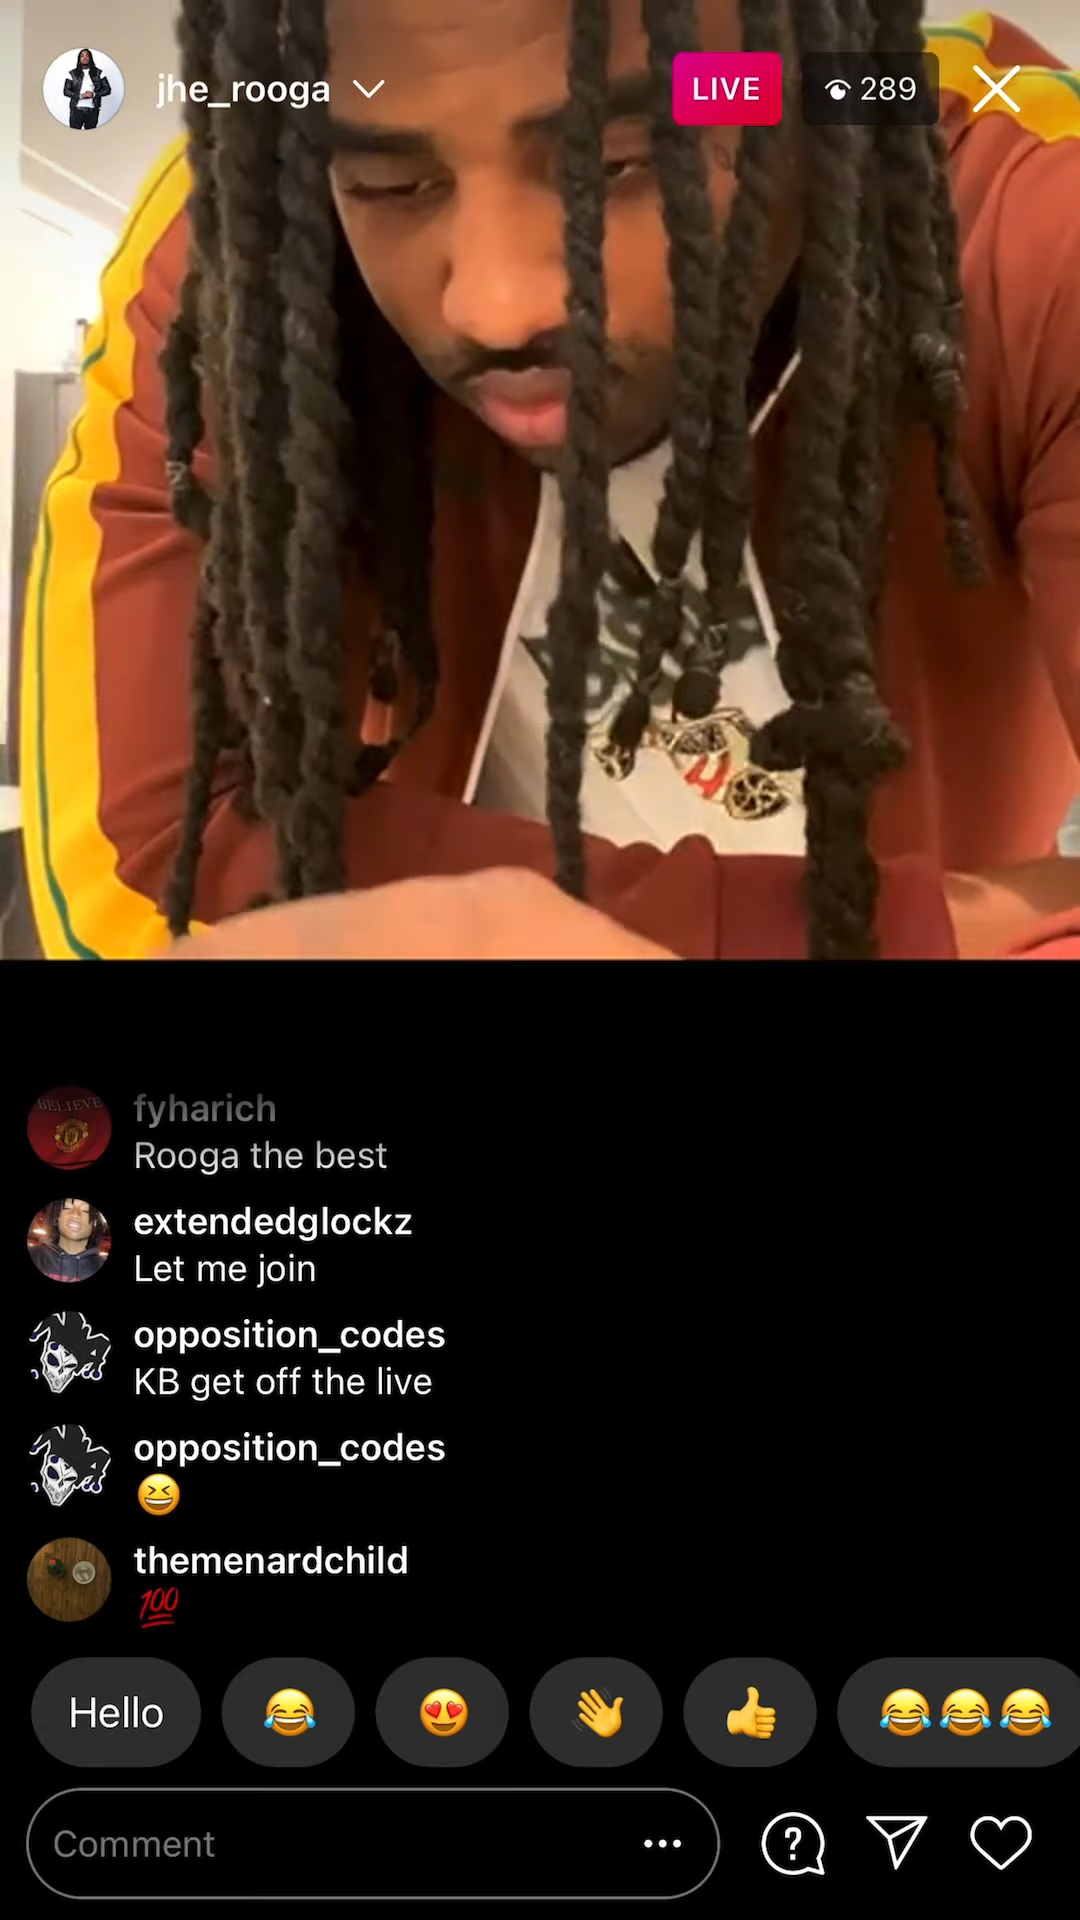 jhe_rooga
LIVE
289
BELIEVE
fyharich
Rooga the best
extendedglockz
Let me join
opposition_codes
KB get off the live
opposition_codes
😆
themenardchild
💯
Hello
😂
😍
👋
👍
😂😂😂
Comment